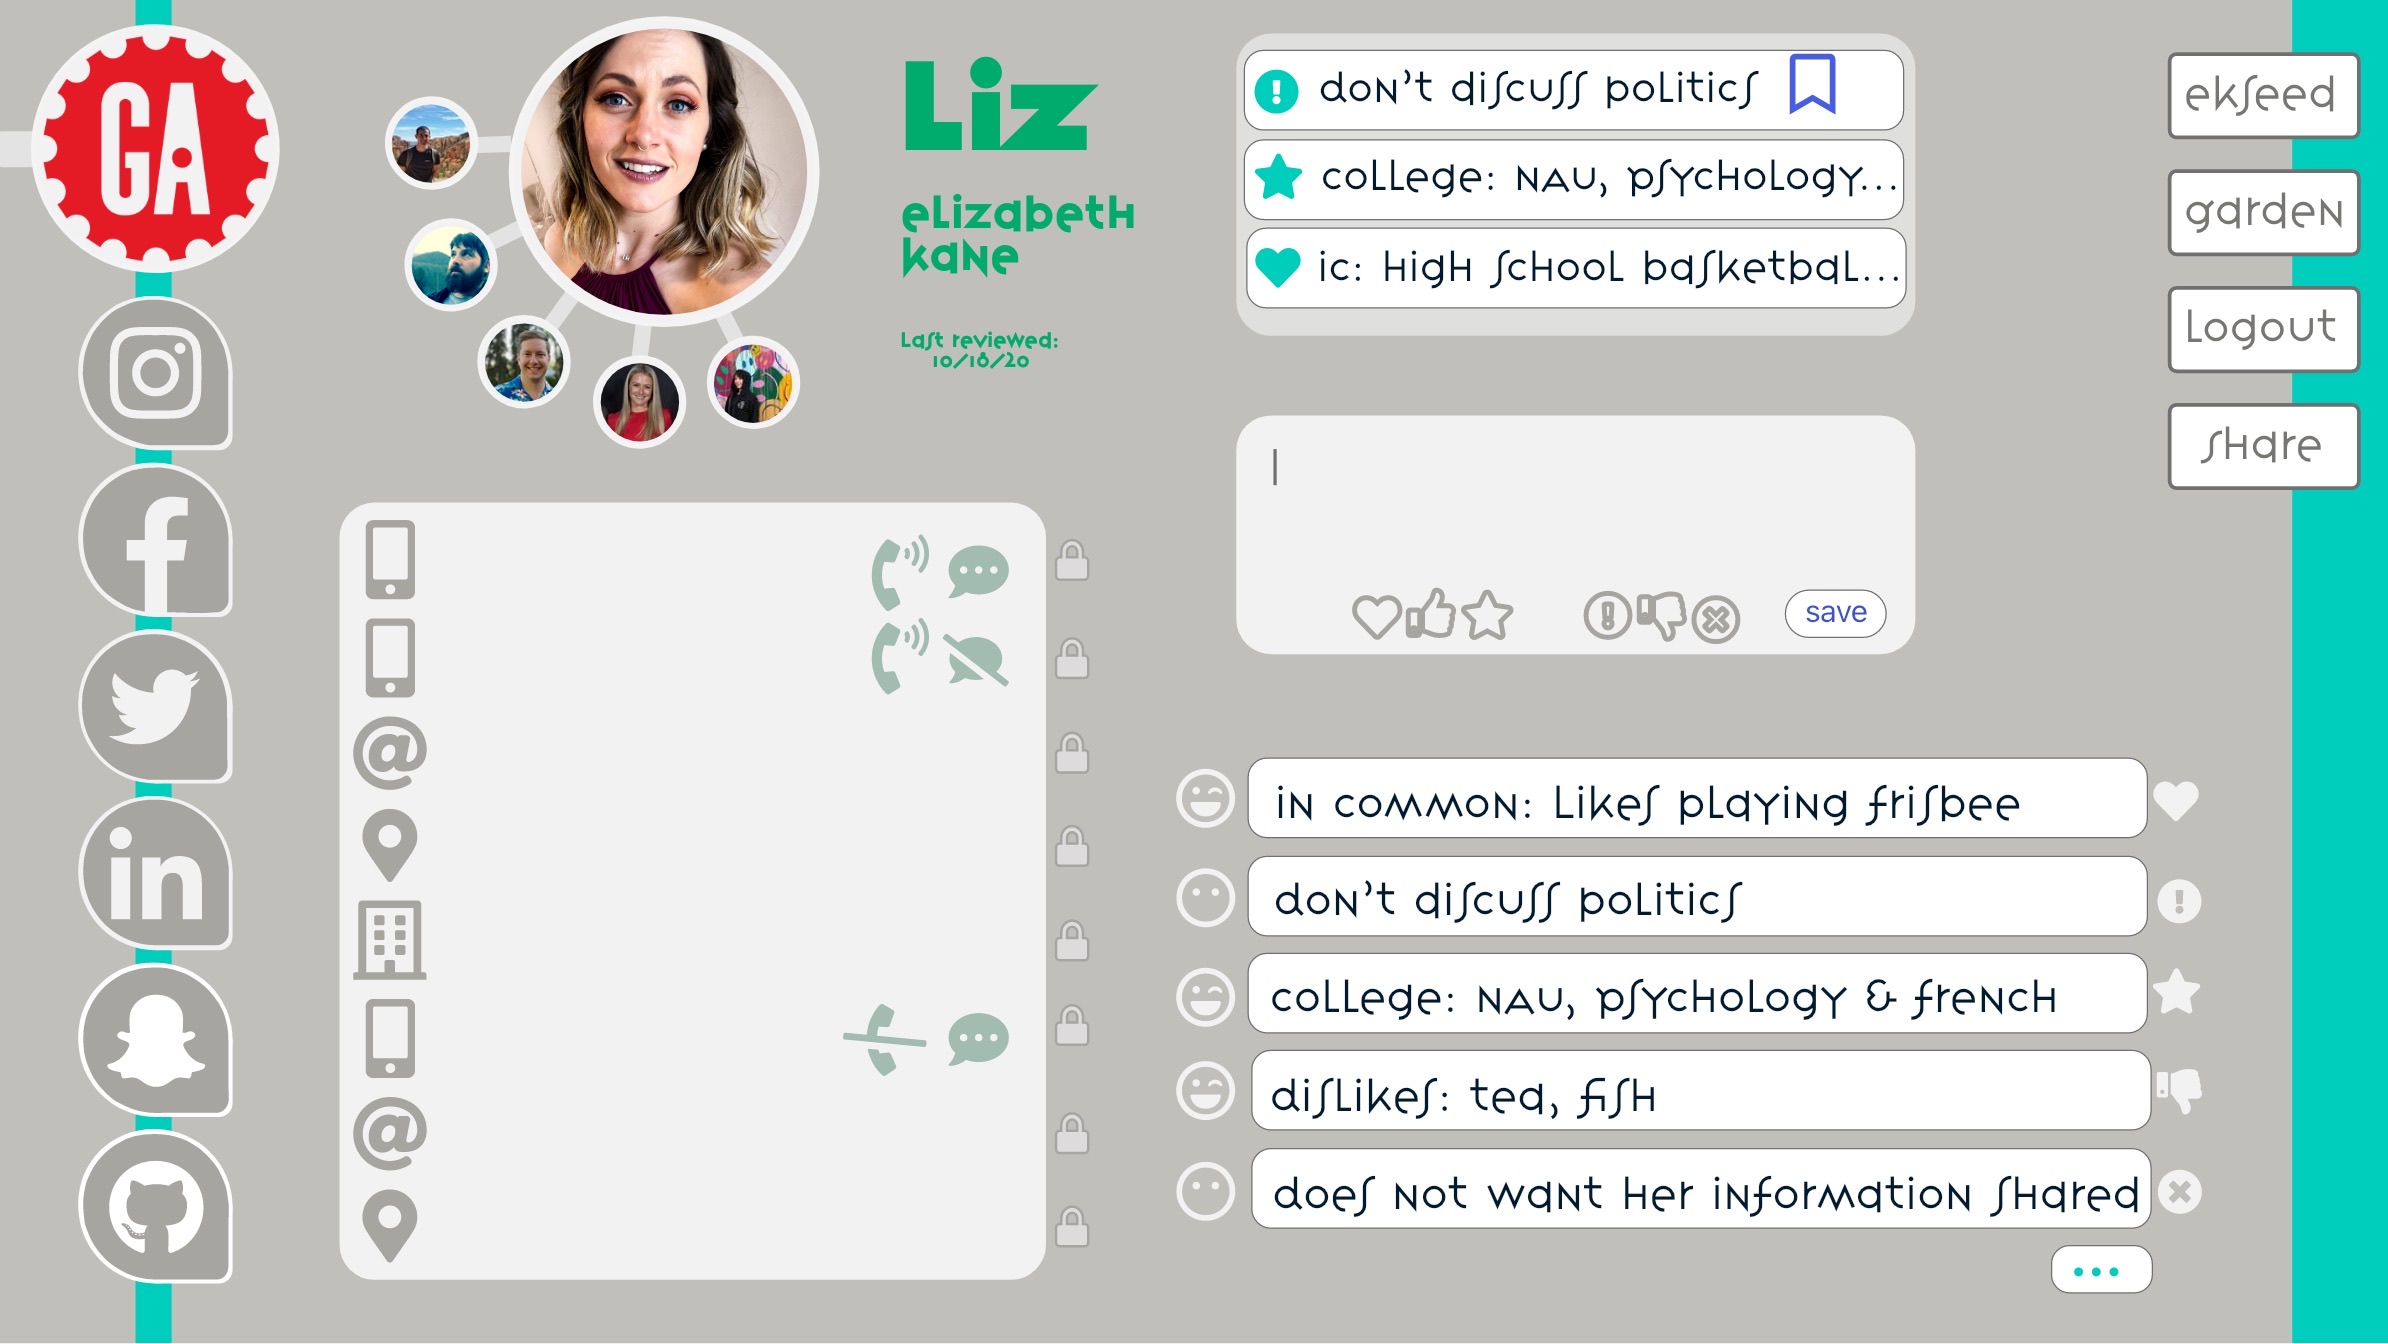 GA
Liz
elizabeth
kane
Last reviewed:
10/18/20
don't discuss politics
college: NAU, psychology...
ic: High school basketbal...
ekseed
garden
Logout
share
save
in common: Likes playing frisbee
don't discuss politics
college: NAU, psychology & french
dislikes: ted, fish
does not want her information shared